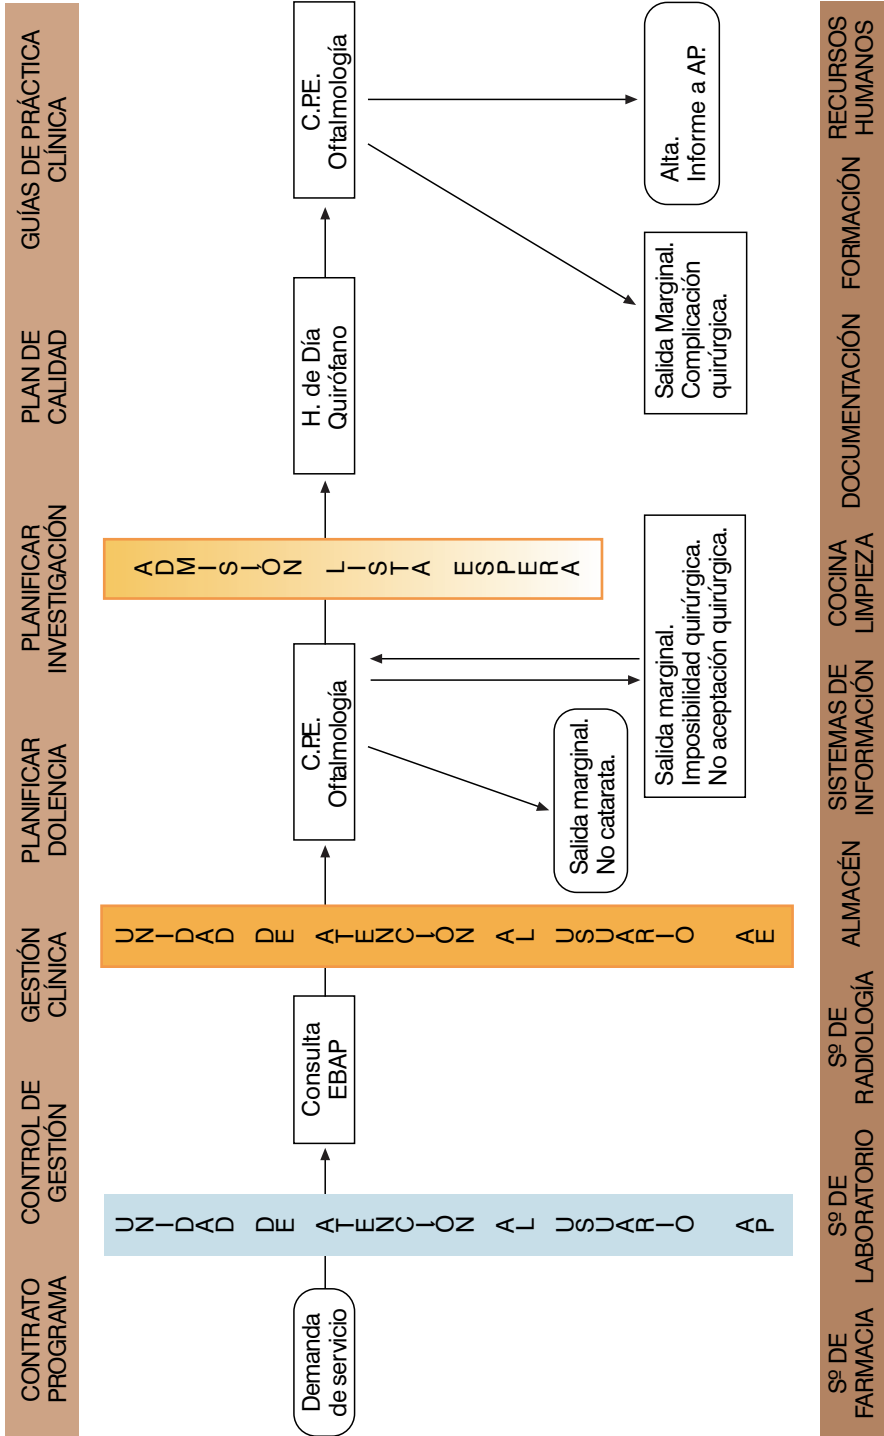 CONTRATO
PROGRAMA
CONTROL DE
GESTIÓN
GESTIÓN
CLÍNICA
PLANIFICAR
DOLENCIA
PLANIFICAR
INVESTIGACIÓN
PLAN DE
CALIDAD
GUÍAS DE PRÁCTICA
CLÍNICA
Demanda
de servicio
UNIDAD DE ATENCIÓN AL USUARIO AP
Consulta
EBAP
UNIDAD DE ATENCIÓN AL USUARIO AE
C.P.E.
Oftalmología
ADMISIÓN LISTA ESPERA
H. de Día
Quirófano
C.P.E.
Oftalmología
Salida marginal.
No catarata.
Salida marginal.
Imposibilidad quirúrgica.
No aceptación quirúrgica.
Salida Marginal.
Complicación
quirúrgica.
Alta.
Informe a AP.
Sº DE
FARMACIA
Sº DE
LABORATORIO
Sº DE
RADIOLOGÍA
ALMACÉN
SISTEMAS DE
INFORMACIÓN
COCINA
LIMPIEZA
DOCUMENTACIÓN
FORMACIÓN
RECURSOS
HUMANOS